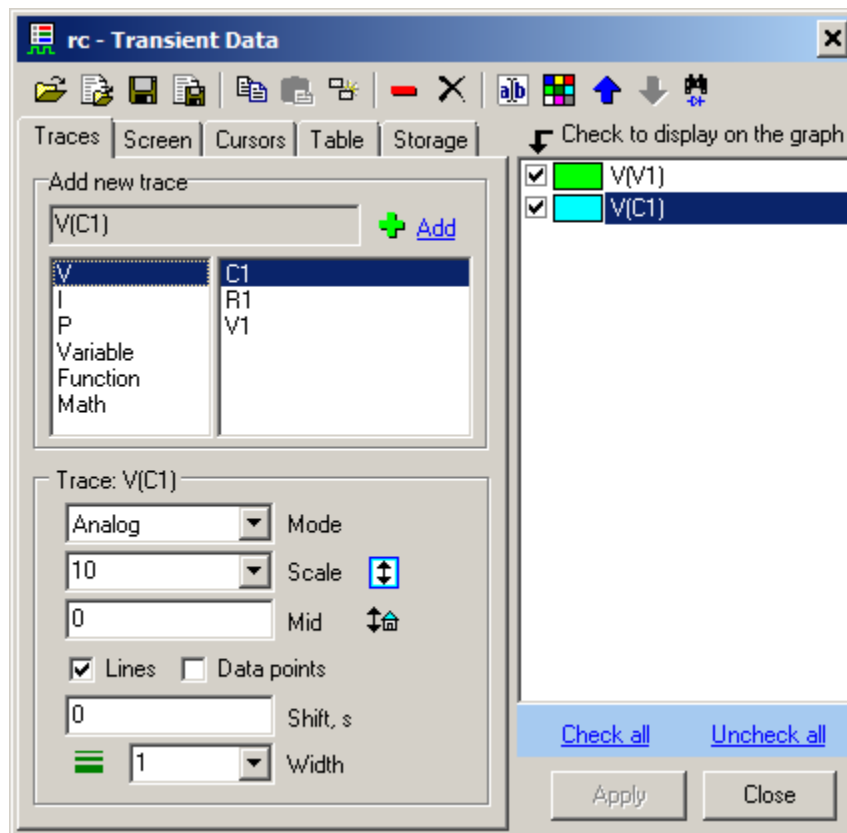 rc - Transient Data
Traces Screen Cursors Table Storage
Check to display on the graph
Add new trace
V(C1)
Add
V
I
P
Variable
Function
Math
C1
R1
V1
Trace: V(C1)
Analog Mode
10 Scale
0 Mid
Lines Data points
0 Shift, s
1 Width
V(V1)
V(C1)
Check all Uncheck all
Apply Close